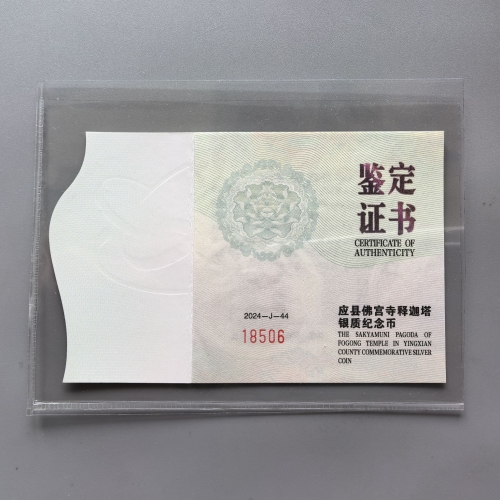 鉴定
证书
CERTIFICATE OF
AUTHENTICITY
2024-J-44
18506
应县佛宫寺释迦塔
银质纪念币
THE SAKYAMUNI PAGODA OF
FOGONG TEMPLE IN YINGXIAN
COUNTY COMMEMORATIVE SILVER
COIN